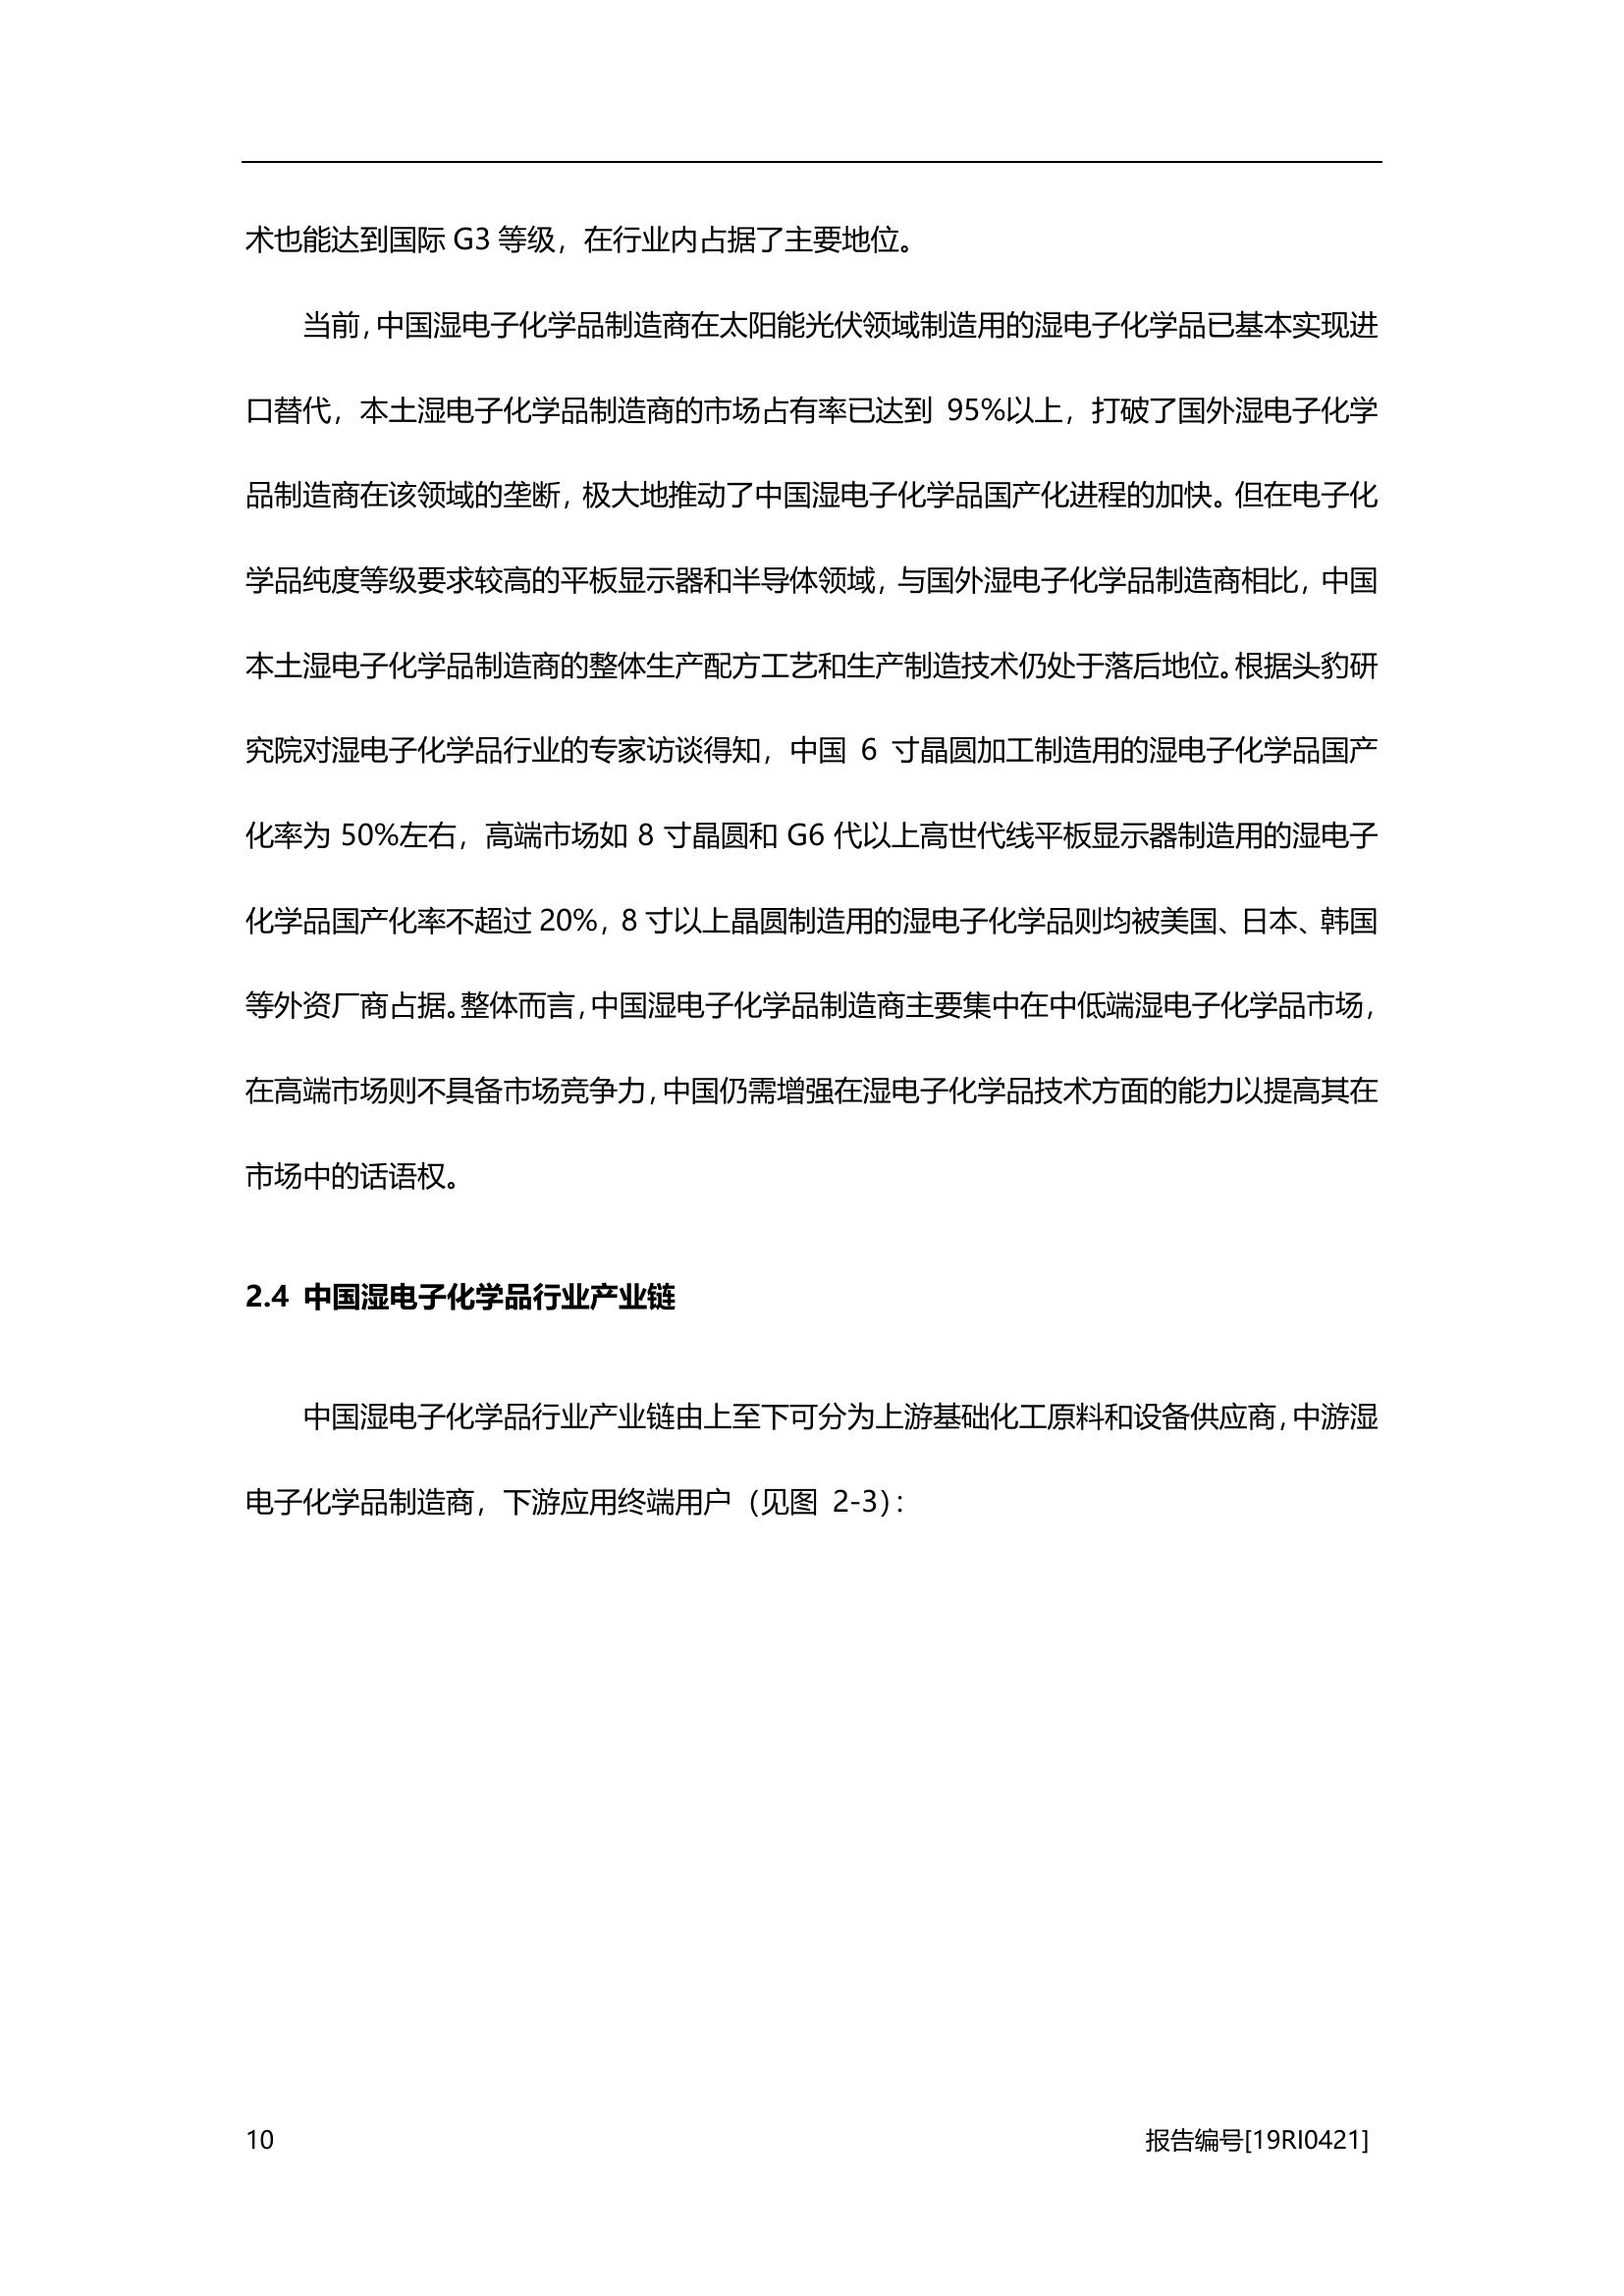 术也能达到国际 G3 等级，在行业内占据了主要地位。
当前，中国湿电子化学品制造商在太阳能光伏领域制造用的湿电子化学品已基本实现进
口替代，本土湿电子化学品制造商的市场占有率已达到 95%以上，打破了国外湿电子化学
品制造商在该领域的垄断，极大地推动了中国湿电子化学品国产化进程的加快。但在电子化
学品纯度等级要求较高的平板显示器和半导体领域，与国外湿电子化学品制造商相比，中国
本土湿电子化学品制造商的整体生产配方工艺和生产制造技术仍处于落后地位。根据头豹研
究院对湿电子化学品行业的专家访谈得知，中国 6 寸晶圆加工制造用的湿电子化学品国产
化率为 50%左右，高端市场如 8 寸晶圆和 G6 代以上高世代线平板显示器制造用的湿电子
化学品国产化率不超过 20%，8 寸以上晶圆制造用的湿电子化学品则均被美国、日本、韩国
等外资厂商占据。整体而言，中国湿电子化学品制造商主要集中在中低端湿电子化学品市场，
在高端市场则不具备市场竞争力，中国仍需增强在湿电子化学品技术方面的能力以提高其在
市场中的话语权。
2.4 中国湿电子化学品行业产业链
中国湿电子化学品行业产业链由上至下可分为上游基础化工原料和设备供应商，中游湿
电子化学品制造商，下游应用终端用户（见图 2-3）：
10 报告编号[19RI0421]